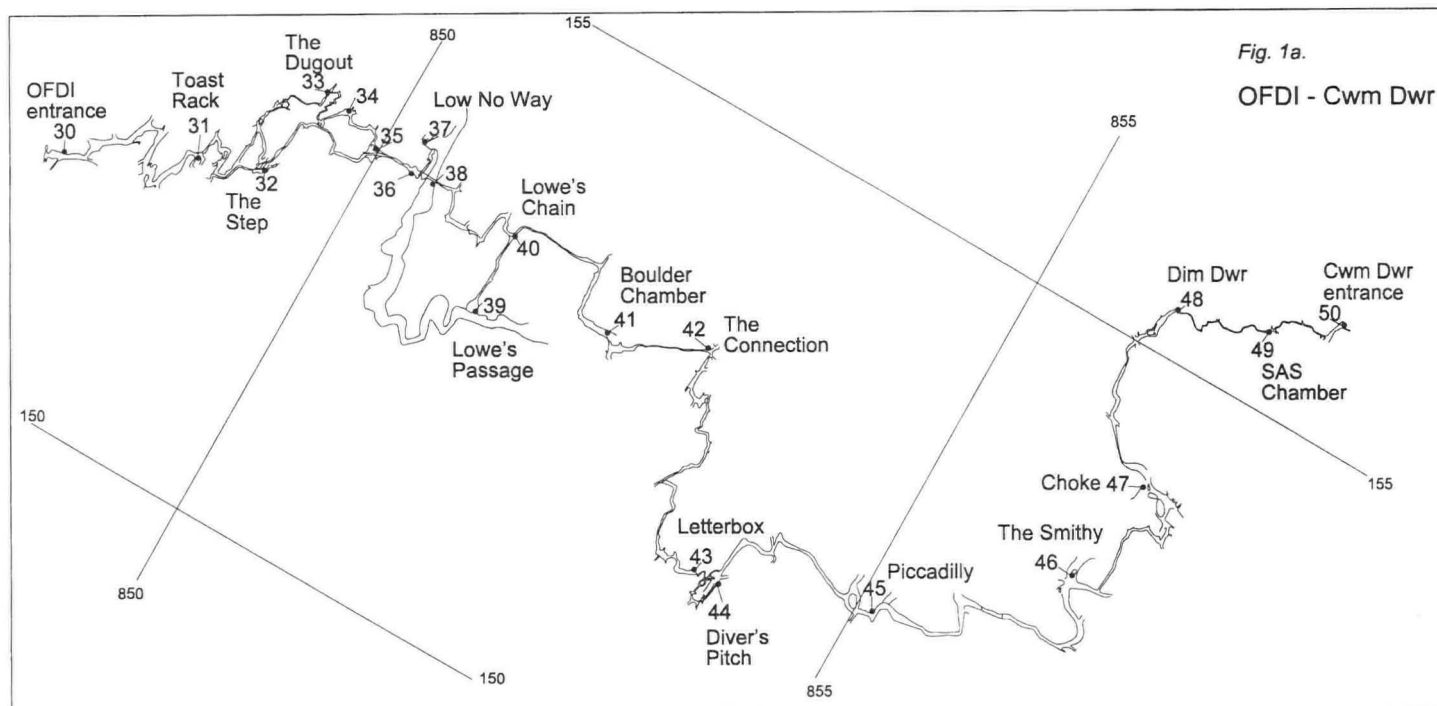 Fig. 1a.
OFDI - Cwm Dwr
155
850
The
Dugout
33
34
OFDI
entrance
30
Toast
Rack
31
Low No Way
35
37
36
38
32
The
Step
Lowe's
Chain
40
855
39
Lowe's
Passage
Boulder
Chamber
41
42
The
Connection
Dim Dwr
48
Cwm Dwr
entrance
50
49
SAS
Chamber
150
155
Choke 47
Letterbox
43
44
Diver's
Pitch
Piccadilly
45
The Smithy
46
850
150
855